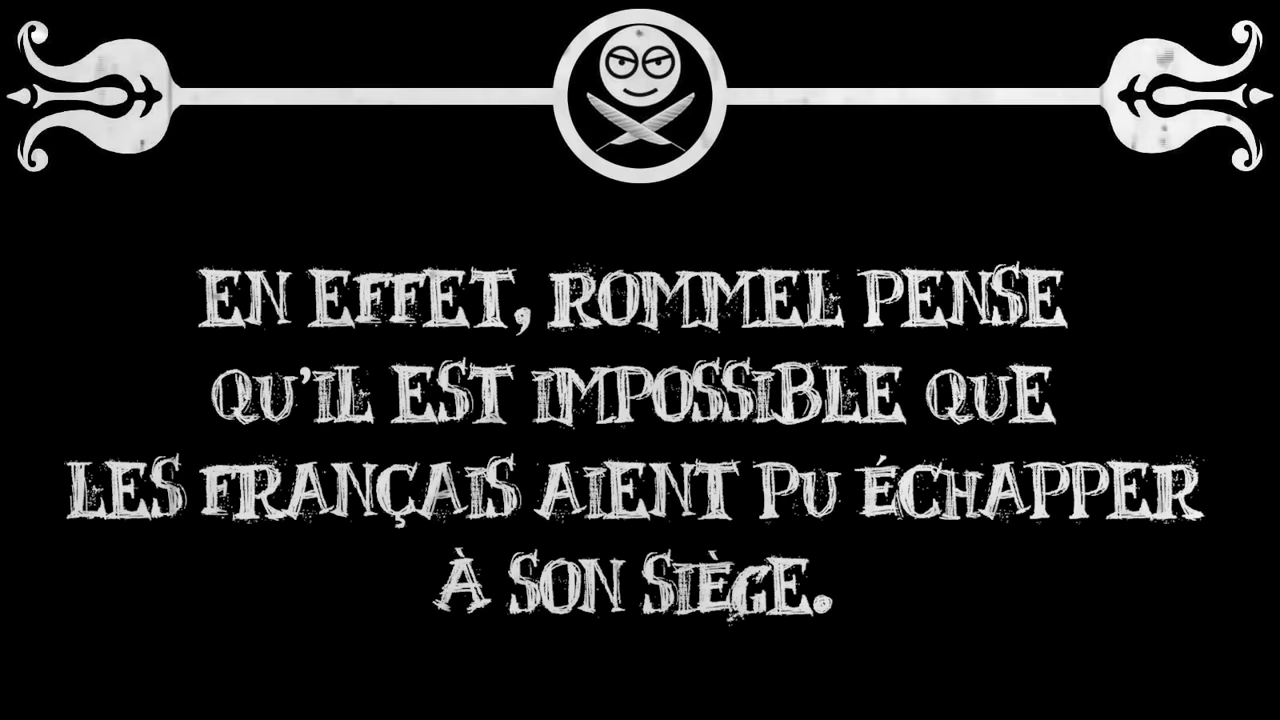 EN EFFET, ROMMEL PENSE
QU'IL EST IMPOSSIBLE QUE
LES FRANÇAIS AIENT PU ÉCHAPPER
À SON SIÈGE.